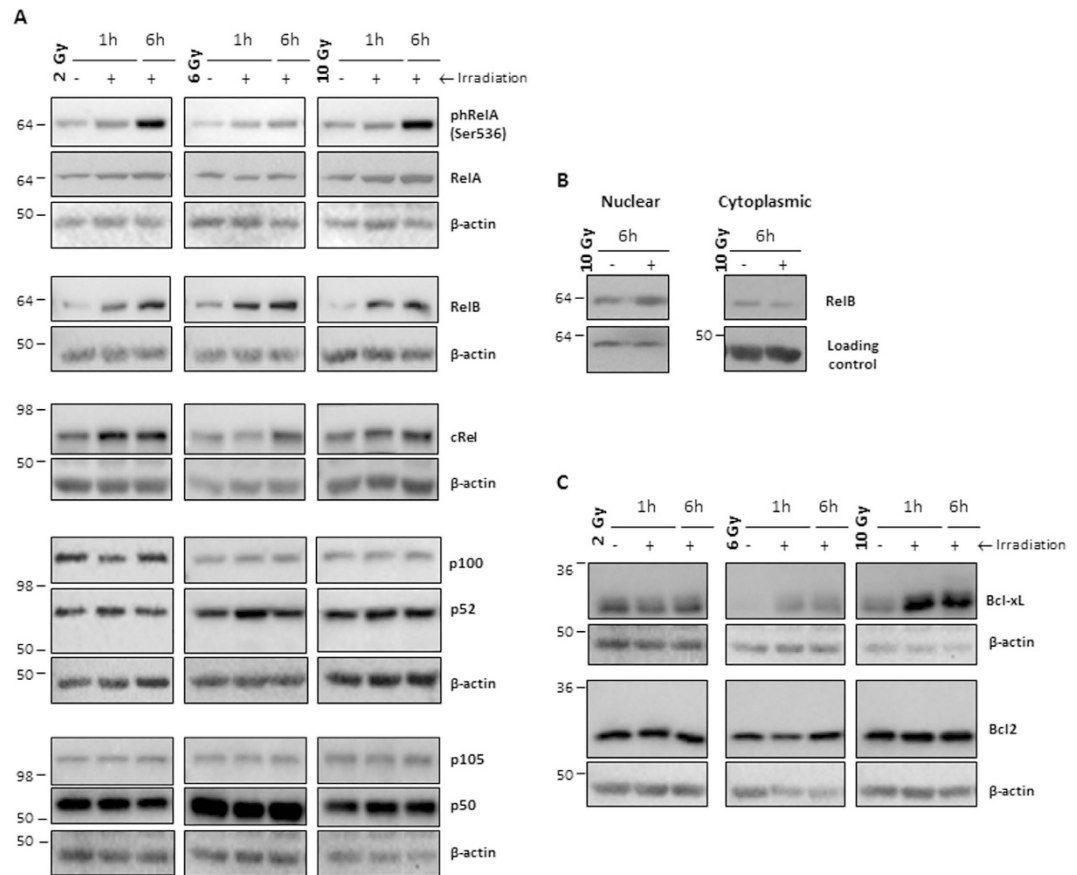 A
2 Gy 1h 6h 6 Gy 1h 6h 10 Gy 1h 6h
- + + - + + - + + ← Irradiation
64 phRelA
(Ser536)
64 RelA
50 β-actin
64 RelB
50 β-actin
98 cRel
50 β-actin
p100
98 p52
50
50 β-actin
p105
98
50 p50
50 β-actin
B
Nuclear Cytoplasmic
10 Gy 6h 10 Gy 6h
- + - +
64 RelB
64 50 Loading
control
C
2 Gy 1h 6h 6 Gy 1h 6h 10 Gy 1h 6h
- + + - + + - + + ← Irradiation
36 Bcl-xL
50 β-actin
36 Bcl2
50 β-actin